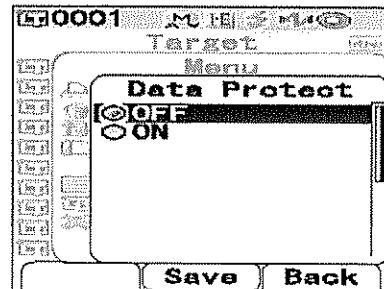 0001
Target
Menu
Data Protect
OFF
ON
Save Back